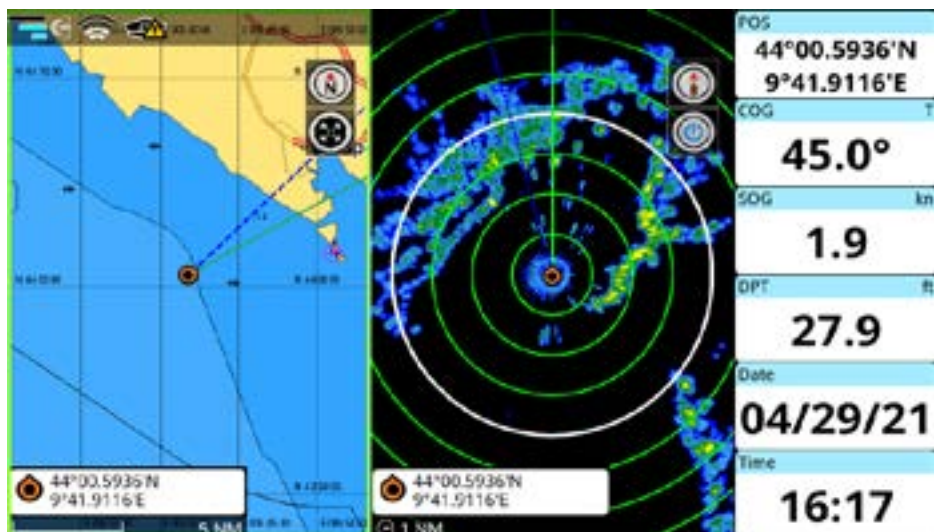 N
44°00.5936'N
9°41.9116'E
5 NM
44°00.5936'N
9°41.9116'E
1 NM
POS
44°00.5936'N
9°41.9116'E
COG T
45.0°
SOG kn
1.9
DPT ft
27.9
Date
04/29/21
Time
16:17